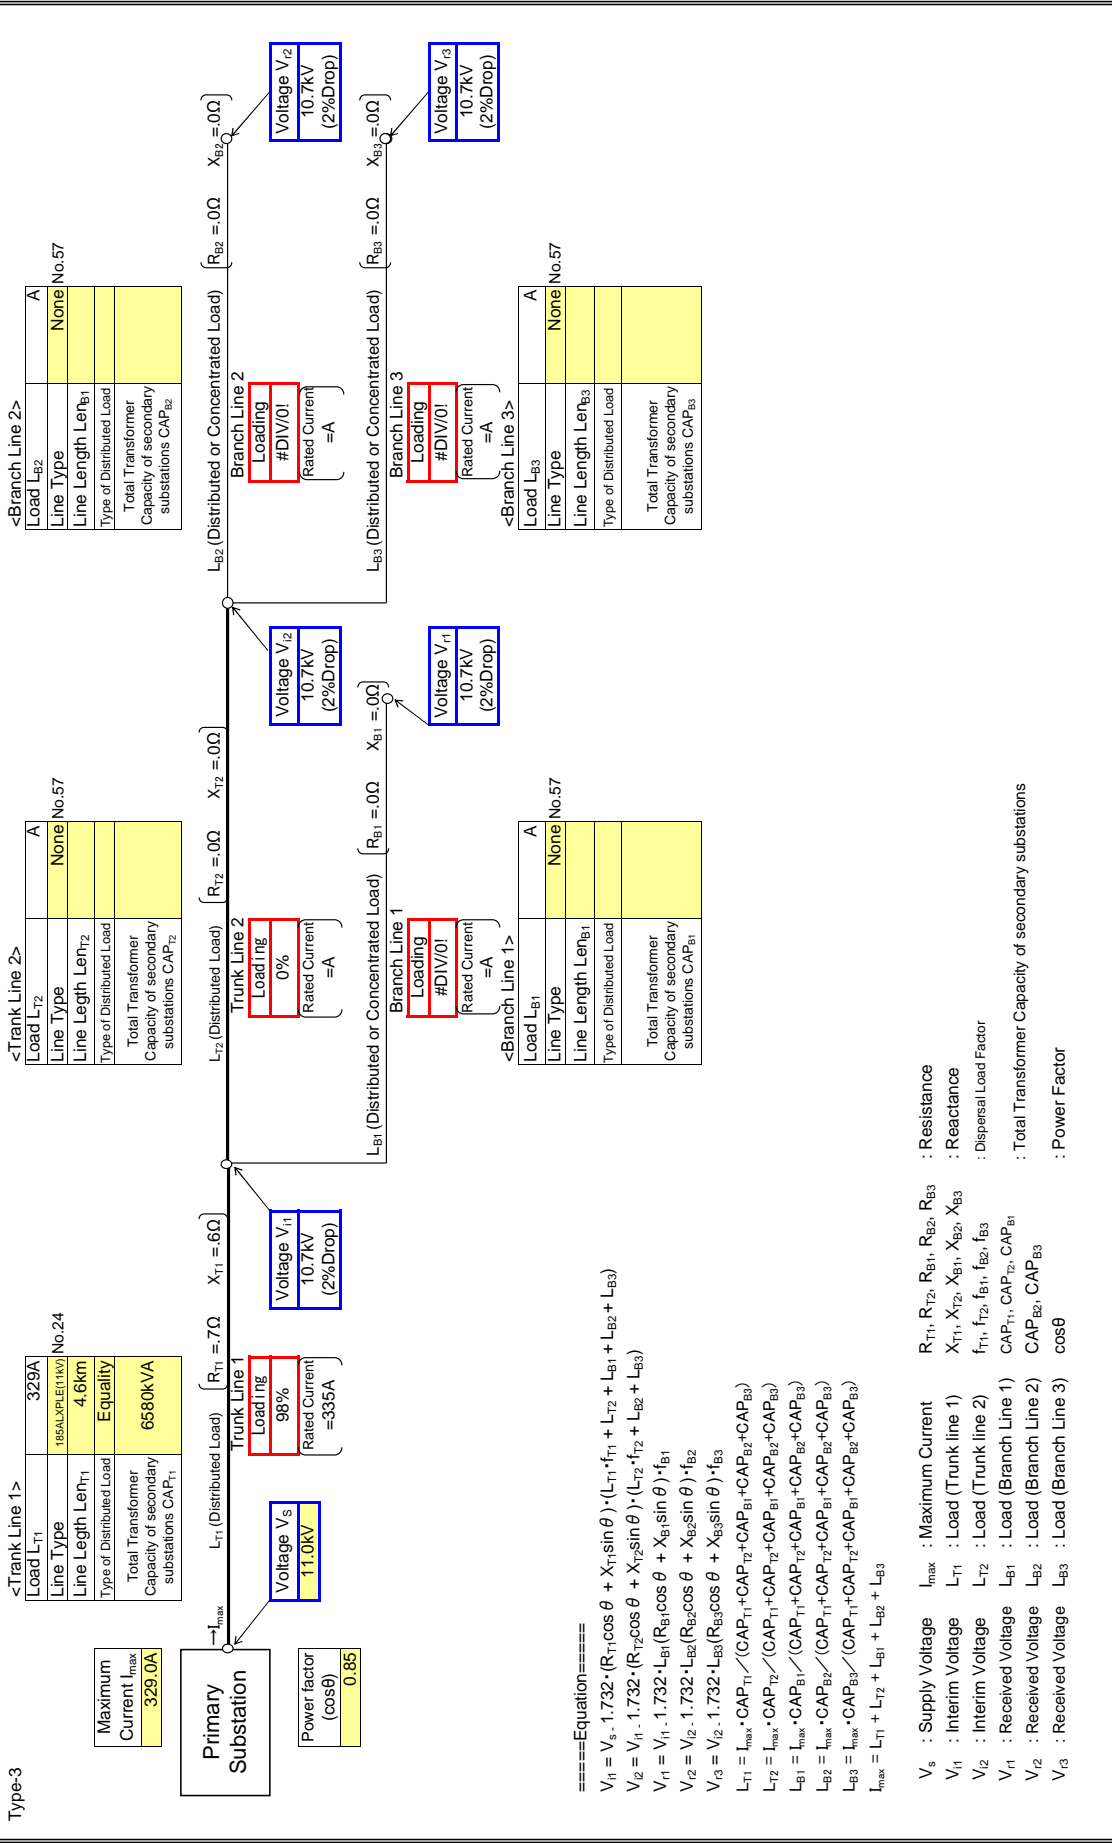 Type-3
<Trank Line 1>
Load LT1 329A
Line Type 185ALXPLE(11kV) No.24
Line Legth LenT1 4.6km
Type of Distributed Load Equality
Total Transformer
Capacity of secondary
substations CAPT1 6580kVA
<Trank Line 2>
Load LT2 A
Line Type None No.57
Line Length LenT2
Type of Distributed Load
Total Transformer
Capacity of secondary
substations CAPT2
<Branch Line 2>
Load LB2 A
Line Type None No.57
Line Length LenB1
Type of Distributed Load
Total Transformer
Capacity of secondary
substations CAPB2
Maximum
Current Imax
329.0A
Primary
Substation
→Imax
Power factor
(cosθ)
0.85
Voltage VS
11.0kV
LT1 (Distributed Load)
RT1 =.7Ω XT1 =.6Ω
Trunk Line 1
Loading
98%
Rated Current
=335A
Voltage Vi1
10.7kV
(2%Drop)
LT2 (Distributed Load)
RT2 =.0Ω XT2 =.0Ω
Trunk Line 2
Loading
0%
Rated Current
=A
Voltage Vi2
10.7kV
(2%Drop)
LB2 (Distributed or Concentrated Load)
RB2 =.0Ω XB2 =.0Ω
Branch Line 2
Loading
#DIV/0!
Rated Current
=A
Voltage Vr2
10.7kV
(2%Drop)
LB1 (Distributed or Concentrated Load)
RB1 =.0Ω XB1 =.0Ω
Branch Line 1
Loading
#DIV/0!
Rated Current
=A
Voltage Vr1
10.7kV
(2%Drop)
LB3 (Distributed or Concentrated Load)
RB3 =.0Ω XB3 =.0Ω
Branch Line 3
Loading
#DIV/0!
Rated Current
=A
Voltage Vr3
10.7kV
(2%Drop)
<Branch Line 1>
Load LB1 A
Line Type None No.57
Line Length LenB1
Type of Distributed Load
Total Transformer
Capacity of secondary
substations CAPB1
<Branch Line 3>
Load LB3 A
Line Type None No.57
Line Length LenB3
Type of Distributed Load
Total Transformer
Capacity of secondary
substations CAPB3
=====Equation=====
Vi1 = Vs - 1.732・(RT1cos θ + XT1sin θ)・(LT1・fT1 + LT2 + LB1 + LB2 + LB3)
Vi2 = Vi1 - 1.732・(RT2cos θ + XT2sin θ)・(LT2・fT2 + LB2 + LB3)
Vr1 = Vi1 - 1.732・LB1(RB1cos θ + XB1sin θ)・fB1
Vr2 = Vi2 - 1.732・LB2(RB2cos θ + XB2sin θ)・fB2
Vr3 = Vi2 - 1.732・LB3(RB3cos θ + XB3sin θ)・fB3
LT1 = Imax・CAPT1／(CAPT1+CAPT2+CAPB1+CAPB2+CAPB3)
LT2 = Imax・CAPT2／(CAPT1+CAPT2+CAPB1+CAPB2+CAPB3)
LB1 = Imax・CAPB1／(CAPT1+CAPT2+CAPB1+CAPB2+CAPB3)
LB2 = Imax・CAPB2／(CAPT1+CAPT2+CAPB1+CAPB2+CAPB3)
LB3 = Imax・CAPB3／(CAPT1+CAPT2+CAPB1+CAPB2+CAPB3)
Imax = LT1 + LT2 + LB1 + LB2 + LB3
Vs : Supply Voltage Imax : Maximum Current RT1, RT2, RB1, RB2, RB3 : Resistance
Vi1 : Interim Voltage LT1 : Load (Trunk line 1) XT1, XT2, XB1, XB2, XB3 : Reactance
Vi2 : Interim Voltage LT2 : Load (Trunk line 2) fT1, fT2, fB1, fB2, fB3 : Dispersal Load Factor
Vr1 : Received Voltage LB1 : Load (Branch Line 1) CAPT1, CAPT2, CAPB1 : Total Transformer Capacity of secondary substations
Vr2 : Received Voltage LB2 : Load (Branch Line 2) CAPB2, CAPB3
Vr3 : Received Voltage LB3 : Load (Branch Line 3) cosθ : Power Factor